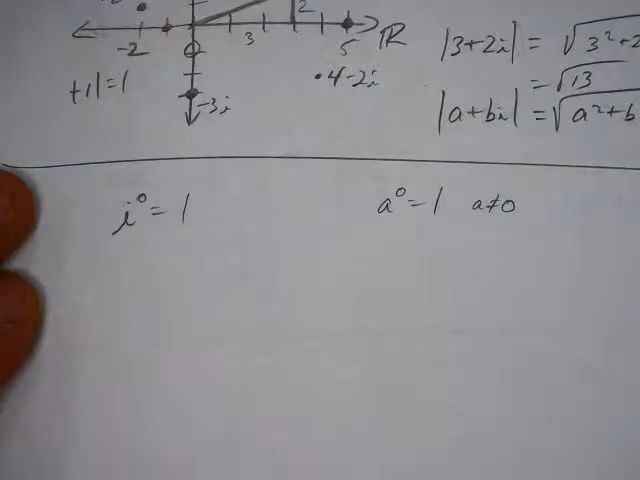 2
-2 0 3 5 ℝ
|3+2i| = √3²+2
+1|=1
•4-2i
= √13
-3i
|a+bi| = √a²+b
i⁰ = 1
a⁰ = 1 a≠0